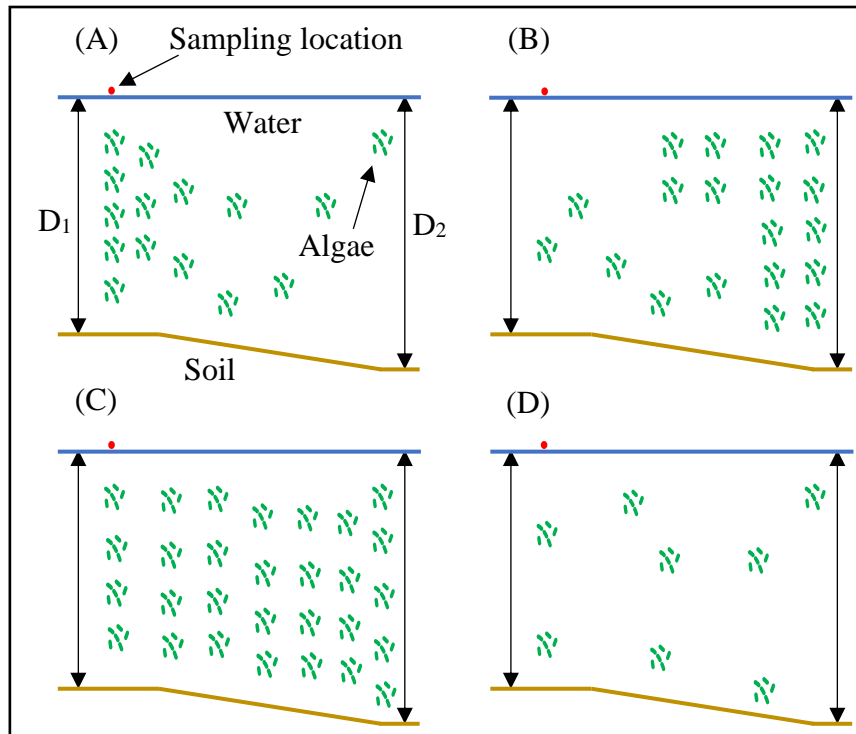 (A)
Sampling location
(B)
Water
D1
D2
Algae
Soil
(C)
(D)